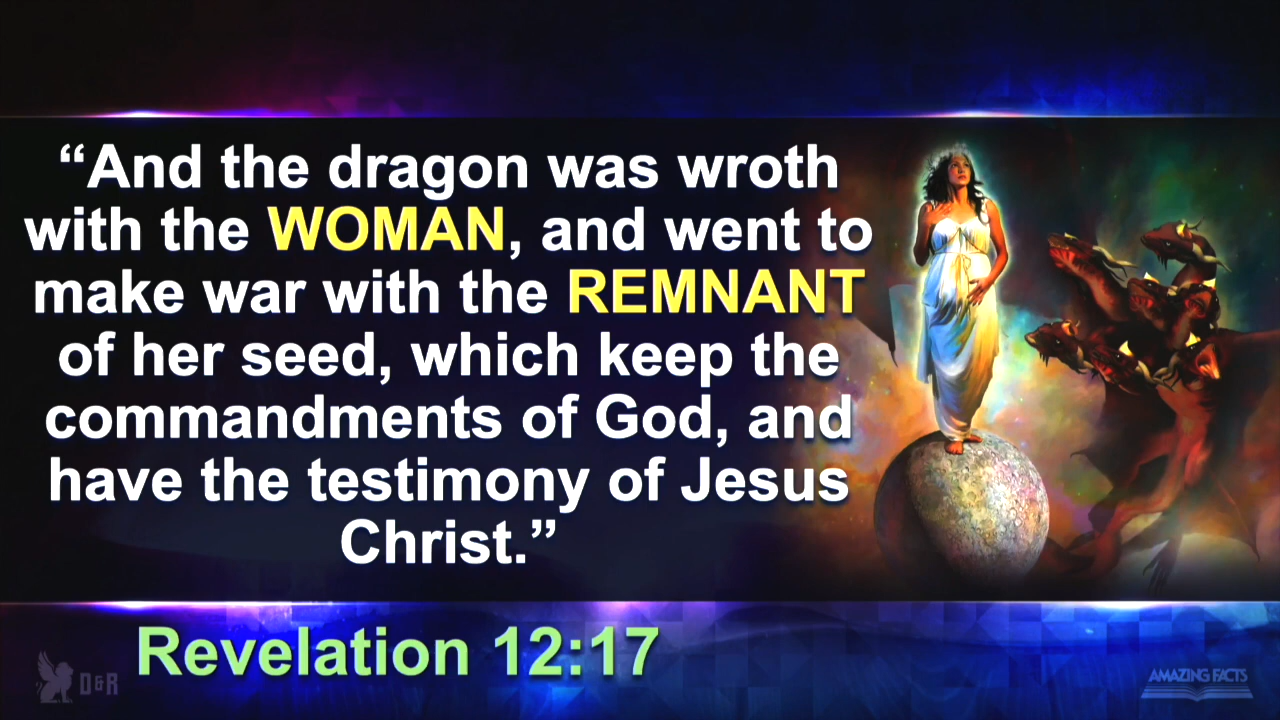 “And the dragon was wroth
with the WOMAN, and went to
make war with the REMNANT
of her seed, which keep the
commandments of God, and
have the testimony of Jesus
Christ.”
Revelation 12:17
D&R
AMAZING FACTS